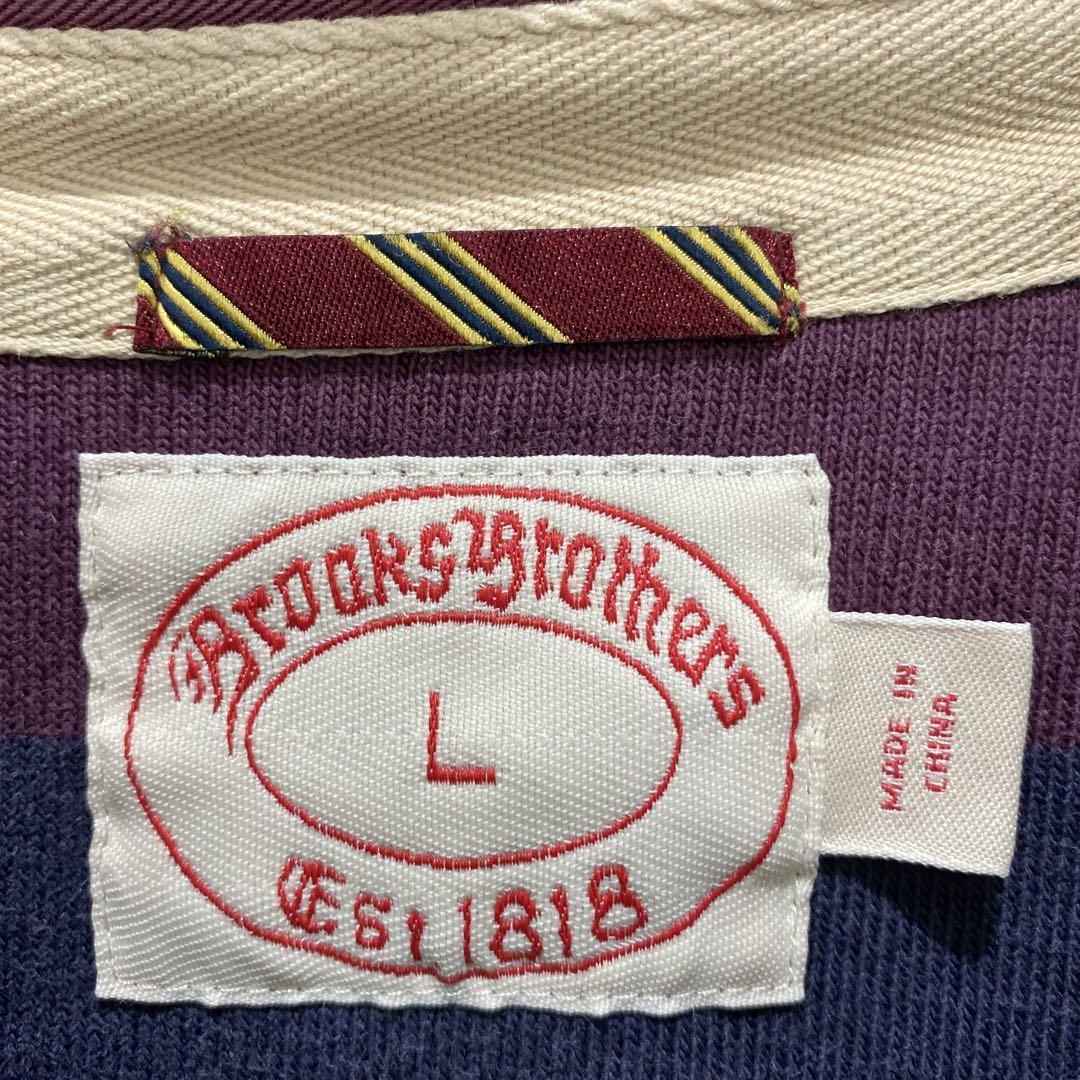 Brooks Brothers
L
Est. 1818
MADE IN
CHINA